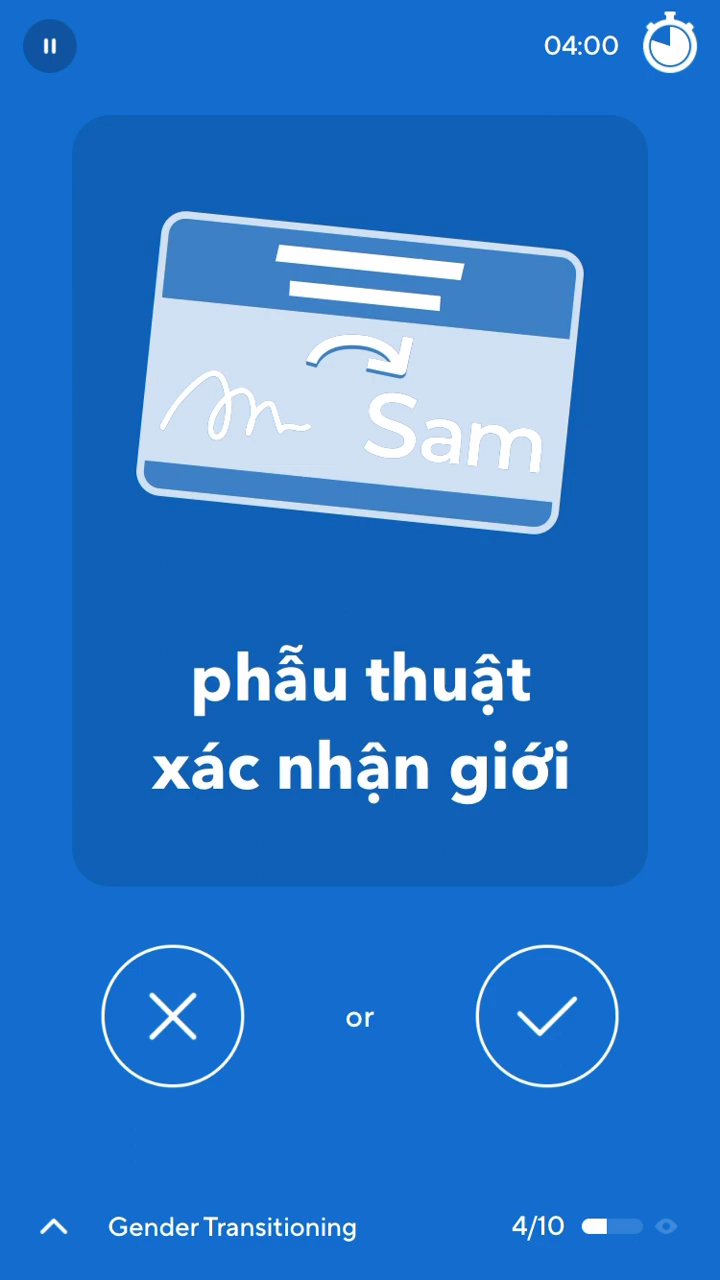 04:00
Sam
phẫu thuật
xác nhận giới
or
Gender Transitioning
4/10